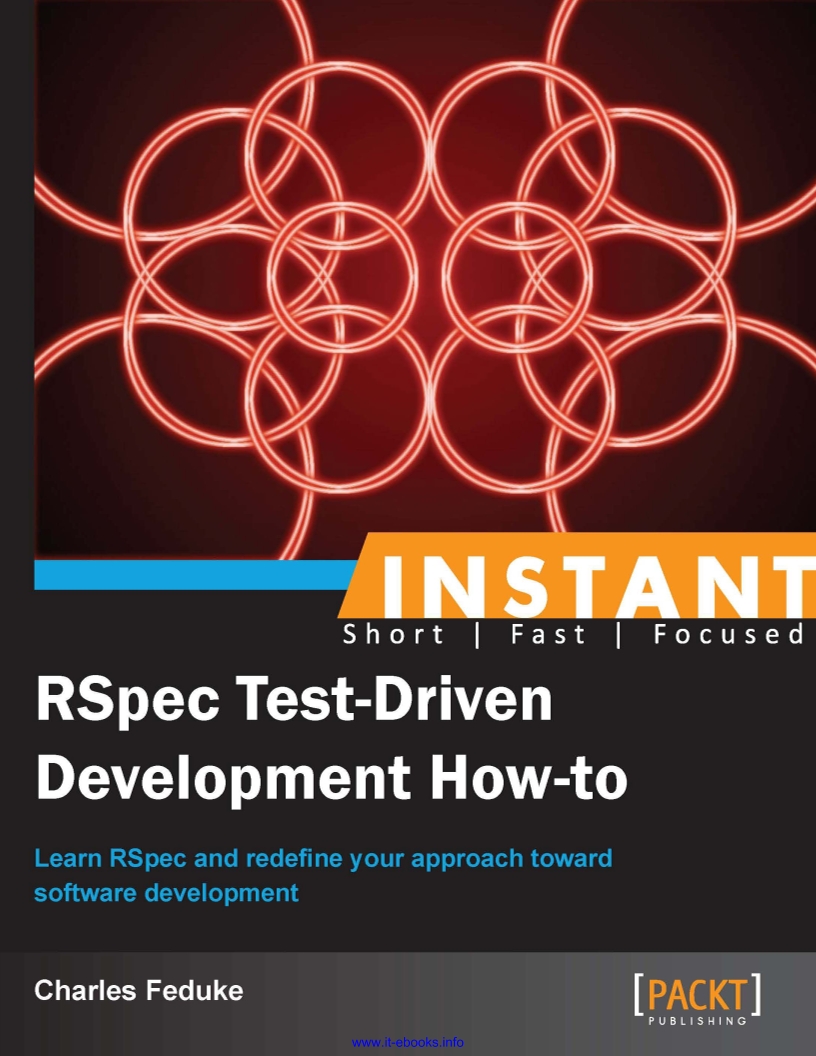 INSTANT
Short | Fast | Focused
RSpec Test-Driven
Development How-to
Learn RSpec and redefine your approach toward
software development
Charles Feduke
[PACKT]
PUBLISHING
www.it-ebooks.info